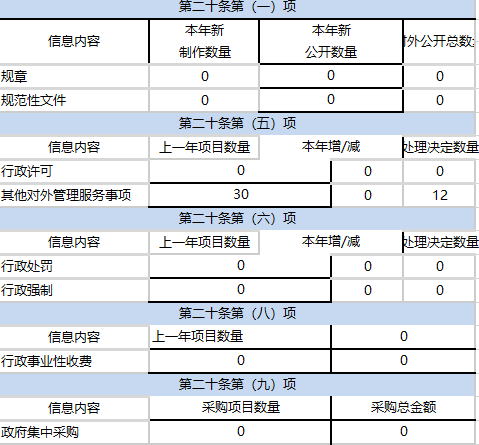 第二十条第（一）项
信息内容 本年新制作数量 本年新公开数量 对外公开总数量
规章 0 0 0
规范性文件 0 0 0
第二十条第（五）项
信息内容 上一年项目数量 本年增/减 处理决定数量
行政许可 0 0 0
其他对外管理服务事项 30 0 12
第二十条第（六）项
信息内容 上一年项目数量 本年增/减 处理决定数量
行政处罚 0 0 0
行政强制 0 0 0
第二十条第（八）项
信息内容 上一年项目数量 0
行政事业性收费 0 0
第二十条第（九）项
信息内容 采购项目数量 采购总金额
政府集中采购 0 0